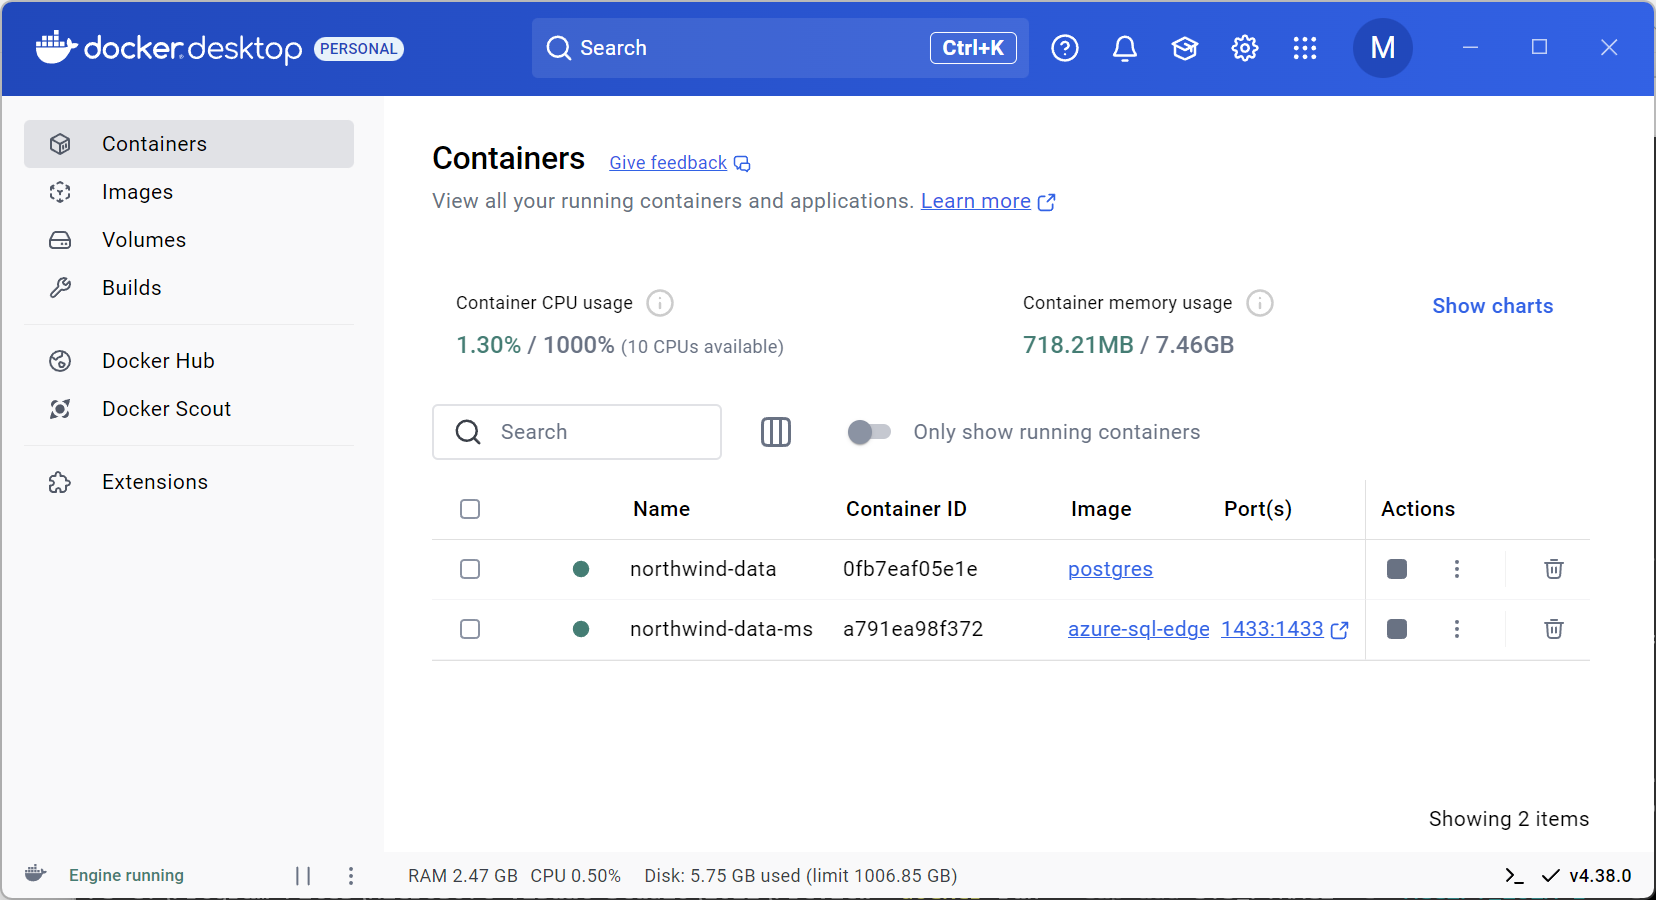 docker desktop PERSONAL
Search Ctrl+K
M
Containers
Images
Volumes
Builds
Docker Hub
Docker Scout
Extensions
Containers Give feedback
View all your running containers and applications. Learn more
Container CPU usage
1.30% / 1000% (10 CPUs available)
Container memory usage
718.21MB / 7.46GB
Show charts
Search
Only show running containers
Name Container ID Image Port(s) Actions
northwind-data 0fb7eaf05e1e postgres
northwind-data-ms a791ea98f372 azure-sql-edge 1433:1433
Showing 2 items
Engine running
RAM 2.47 GB CPU 0.50% Disk: 5.75 GB used (limit 1006.85 GB)
v4.38.0